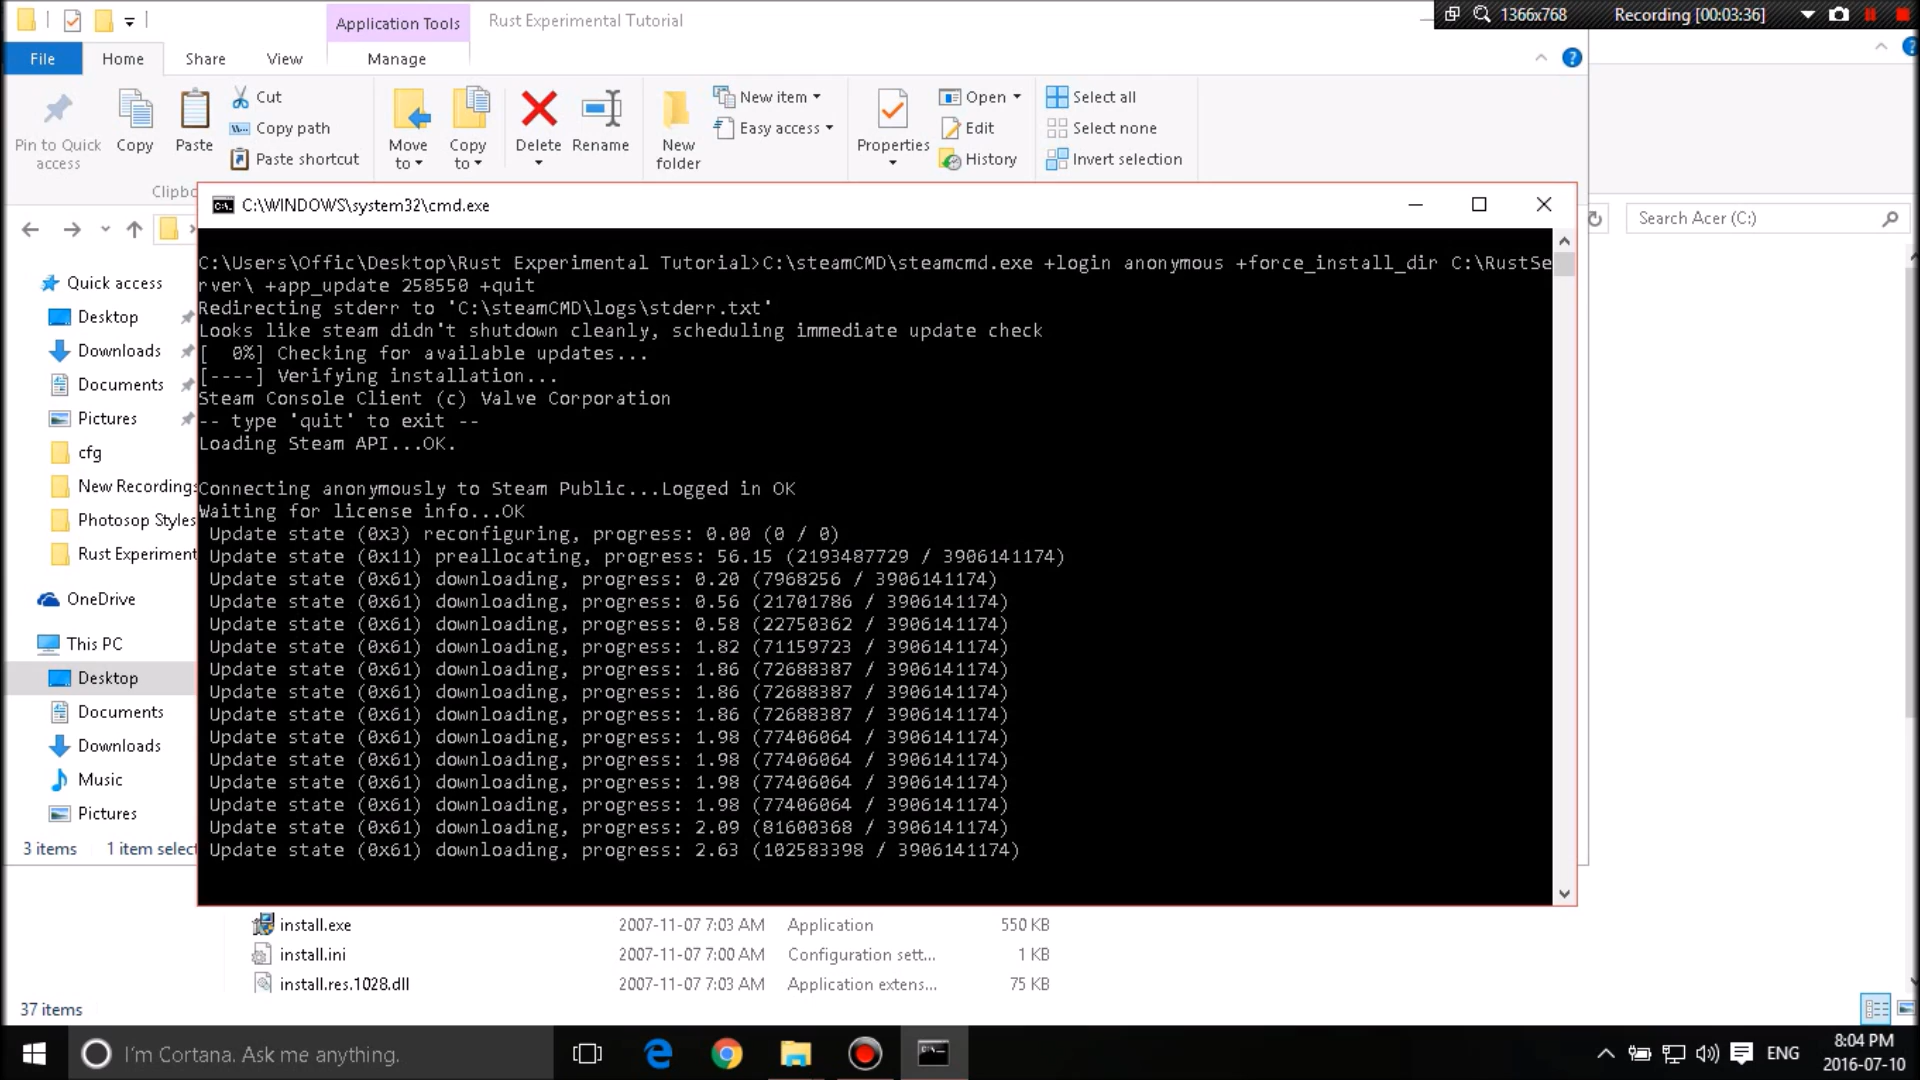 Application Tools
Rust Experimental Tutorial
1366x768
Recording [00:03:36]
File
Home
Share
View
Manage
Pin to Quick access
Copy
Paste
Cut
Copy path
Paste shortcut
Move to
Copy to
Delete
Rename
New folder
New item
Easy access
Properties
Open
Edit
History
Select all
Select none
Invert selection
Clipb
C:\WINDOWS\system32\cmd.exe
Search Acer (C:)
C:\Users\Offic\Desktop\Rust Experimental Tutorial>C:\steamCMD\steamcmd.exe +login anonymous +force_install_dir C:\RustSe
rver\ +app_update 258550 +quit
Redirecting stderr to 'C:\steamCMD\logs\stderr.txt'
Looks like steam didn't shutdown cleanly, scheduling immediate update check
[  0%] Checking for available updates...
[----] Verifying installation...
Steam Console Client (c) Valve Corporation
-- type 'quit' to exit --
Loading Steam API...OK.
Connecting anonymously to Steam Public...Logged in OK
Waiting for license info...OK
Update state (0x3) reconfiguring, progress: 0.00 (0 / 0)
Update state (0x11) preallocating, progress: 56.15 (2193487729 / 3906141174)
Update state (0x61) downloading, progress: 0.20 (7968256 / 3906141174)
Update state (0x61) downloading, progress: 0.56 (21701786 / 3906141174)
Update state (0x61) downloading, progress: 0.58 (22750362 / 3906141174)
Update state (0x61) downloading, progress: 1.82 (71159723 / 3906141174)
Update state (0x61) downloading, progress: 1.86 (72688387 / 3906141174)
Update state (0x61) downloading, progress: 1.86 (72688387 / 3906141174)
Update state (0x61) downloading, progress: 1.86 (72688387 / 3906141174)
Update state (0x61) downloading, progress: 1.98 (77406064 / 3906141174)
Update state (0x61) downloading, progress: 1.98 (77406064 / 3906141174)
Update state (0x61) downloading, progress: 1.98 (77406064 / 3906141174)
Update state (0x61) downloading, progress: 1.98 (77406064 / 3906141174)
Update state (0x61) downloading, progress: 2.09 (81600368 / 3906141174)
Update state (0x61) downloading, progress: 2.63 (102583398 / 3906141174)
Quick access
Desktop
Downloads
Documents
Pictures
cfg
New Recordings
Photosop Styles
Rust Experiment
OneDrive
This PC
Desktop
Documents
Downloads
Music
Pictures
3 items 1 item select
install.exe 2007-11-07 7:03 AM Application 550 KB
install.ini 2007-11-07 7:00 AM Configuration sett... 1 KB
install.res.1028.dll 2007-11-07 7:03 AM Application extens... 75 KB
37 items
I'm Cortana. Ask me anything.
ENG
8:04 PM
2016-07-10